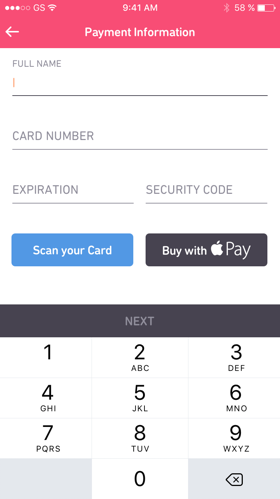 GS 9:41 AM 58 %
Payment Information
FULL NAME
CARD NUMBER
EXPIRATION SECURITY CODE
Scan your Card Buy with Pay
NEXT
1 2 3
ABC DEF
4 5 6
GHI JKL MNO
7 8 9
PQRS TUV WXYZ
0